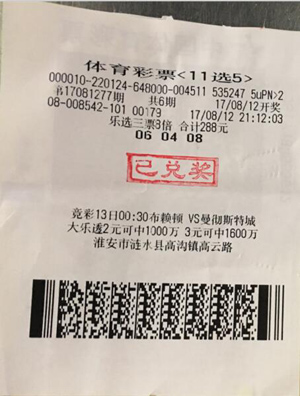 体育彩票<11选5>
000010-220124-648000-004511 535247 5uPN>2
书17081277期 共6期 17/08/12开奖
08-008542-101 00179 17/08/12 21:12:03
乐选三票8倍 合计288元
06 04 08
已兑奖
竞彩13日00:30布赖顿 VS曼彻斯特城
大乐透2元可中1000万 3元可中1600万
淮安市涟水县高沟镇高云路